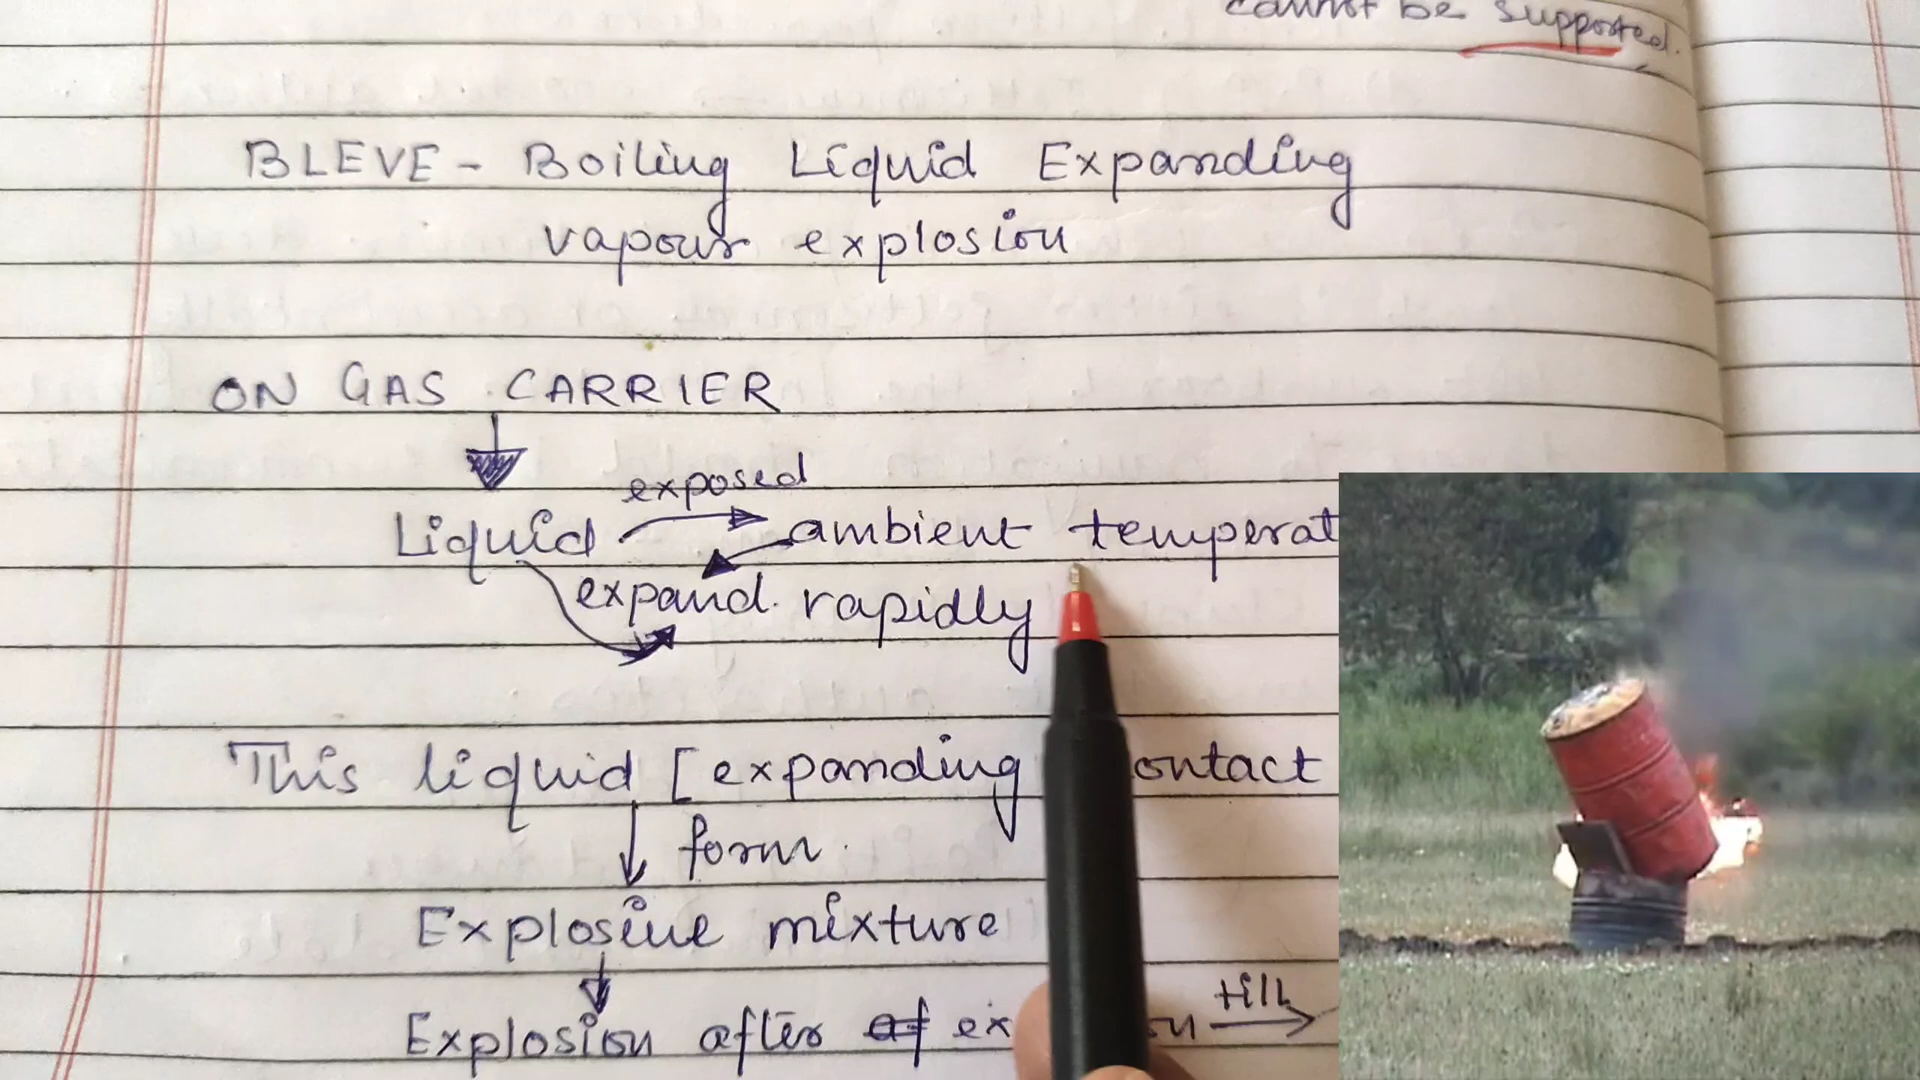 cannot be supported.
BLEVE - Boiling Liquid Expanding
vapour explosion
ON GAS CARRIER
exposed
Liquid ambient temperat
expand. rapidly
This liquid [expanding ontact
form.
Explosive mixture
till
Explosion after ex on